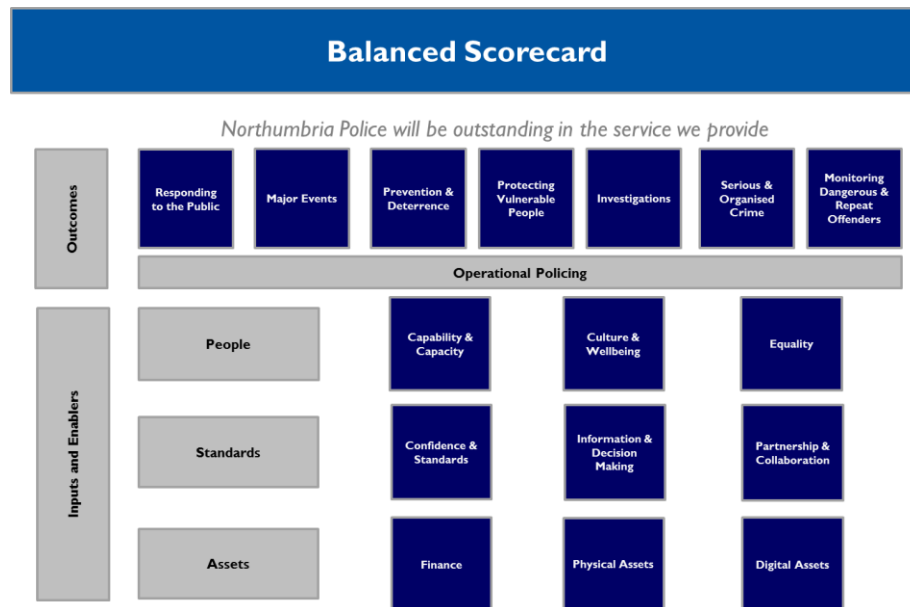 Balanced Scorecard
Northumbria Police will be outstanding in the service we provide
Outcomes
Responding
to the Public
Major Events
Prevention &
Deterrence
Protecting
Vulnerable
People
Investigations
Serious &
Organised
Crime
Monitoring
Dangerous &
Repeat
Offenders
Operational Policing
Inputs and Enablers
People
Capability &
Capacity
Culture &
Wellbeing
Equality
Standards
Confidence &
Standards
Information &
Decision
Making
Partnership &
Collaboration
Assets
Finance
Physical Assets
Digital Assets